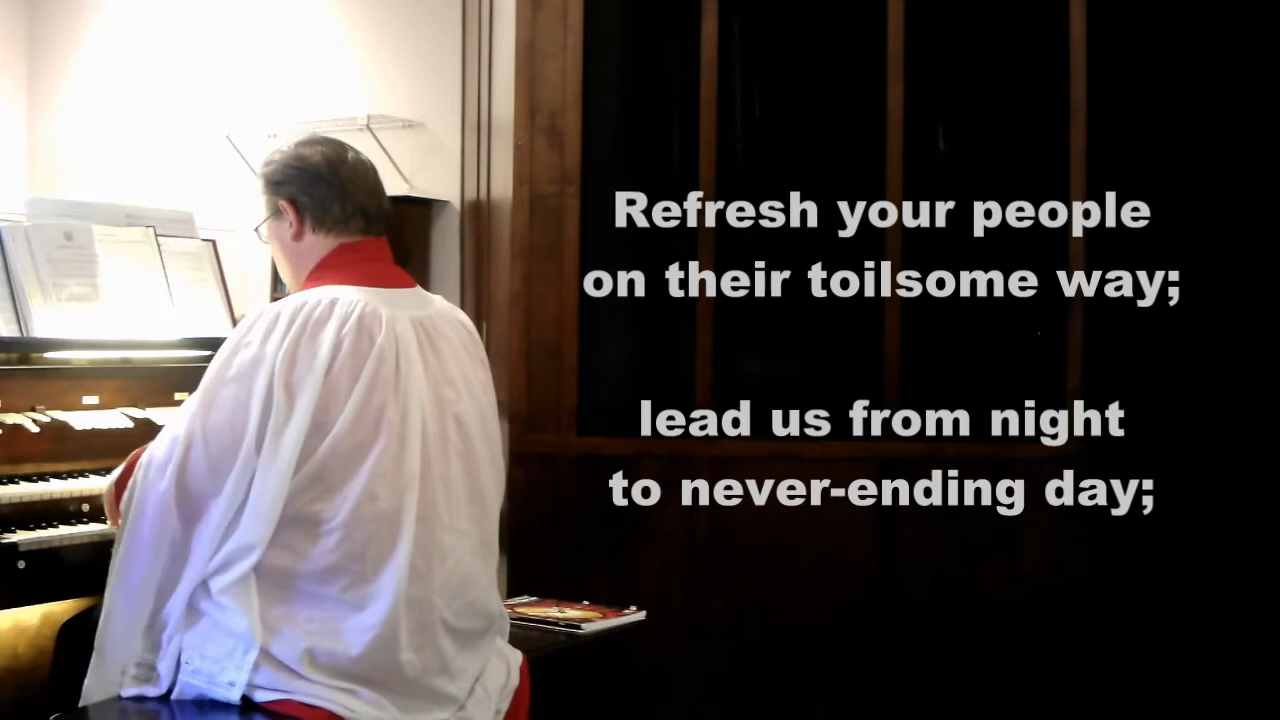 Refresh your people
on their toilsome way;
lead us from night
to never-ending day;